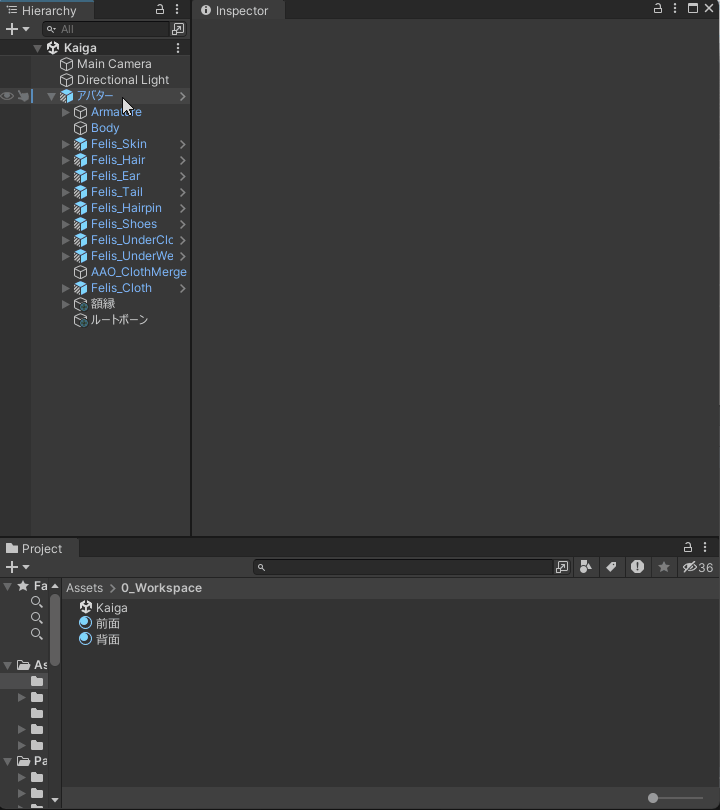 Hierarchy
Inspector
All
Kaiga
Main Camera
Directional Light
アバター
Armature
Body
Felis_Skin
Felis_Hair
Felis_Ear
Felis_Tail
Felis_Hairpin
Felis_Shoes
Felis_UnderClo
Felis_UnderWe
AAO_ClothMerge
Felis_Cloth
額縁
ルートボーン
Project
36
Fa
Assets > 0_Workspace
Kaiga
前面
背面
As
Pa